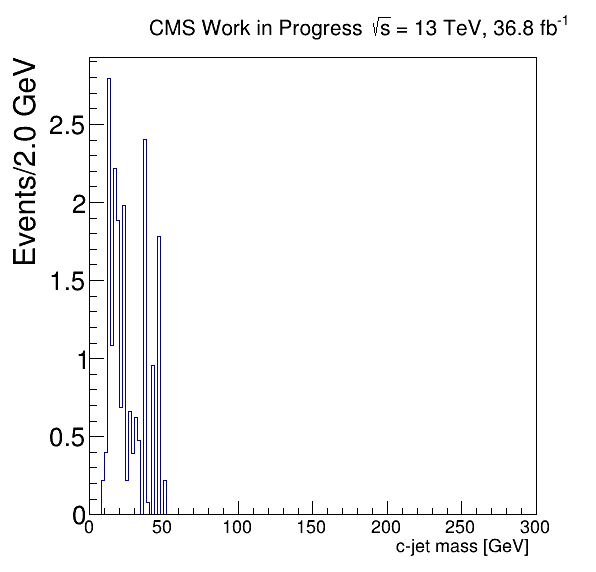 CMS Work in Progress √s = 13 TeV, 36.8 fb⁻¹
Events/2.0 GeV
2.5
2
1.5
1
0.5
0
0 50 100 150 200 250 300
c-jet mass [GeV]